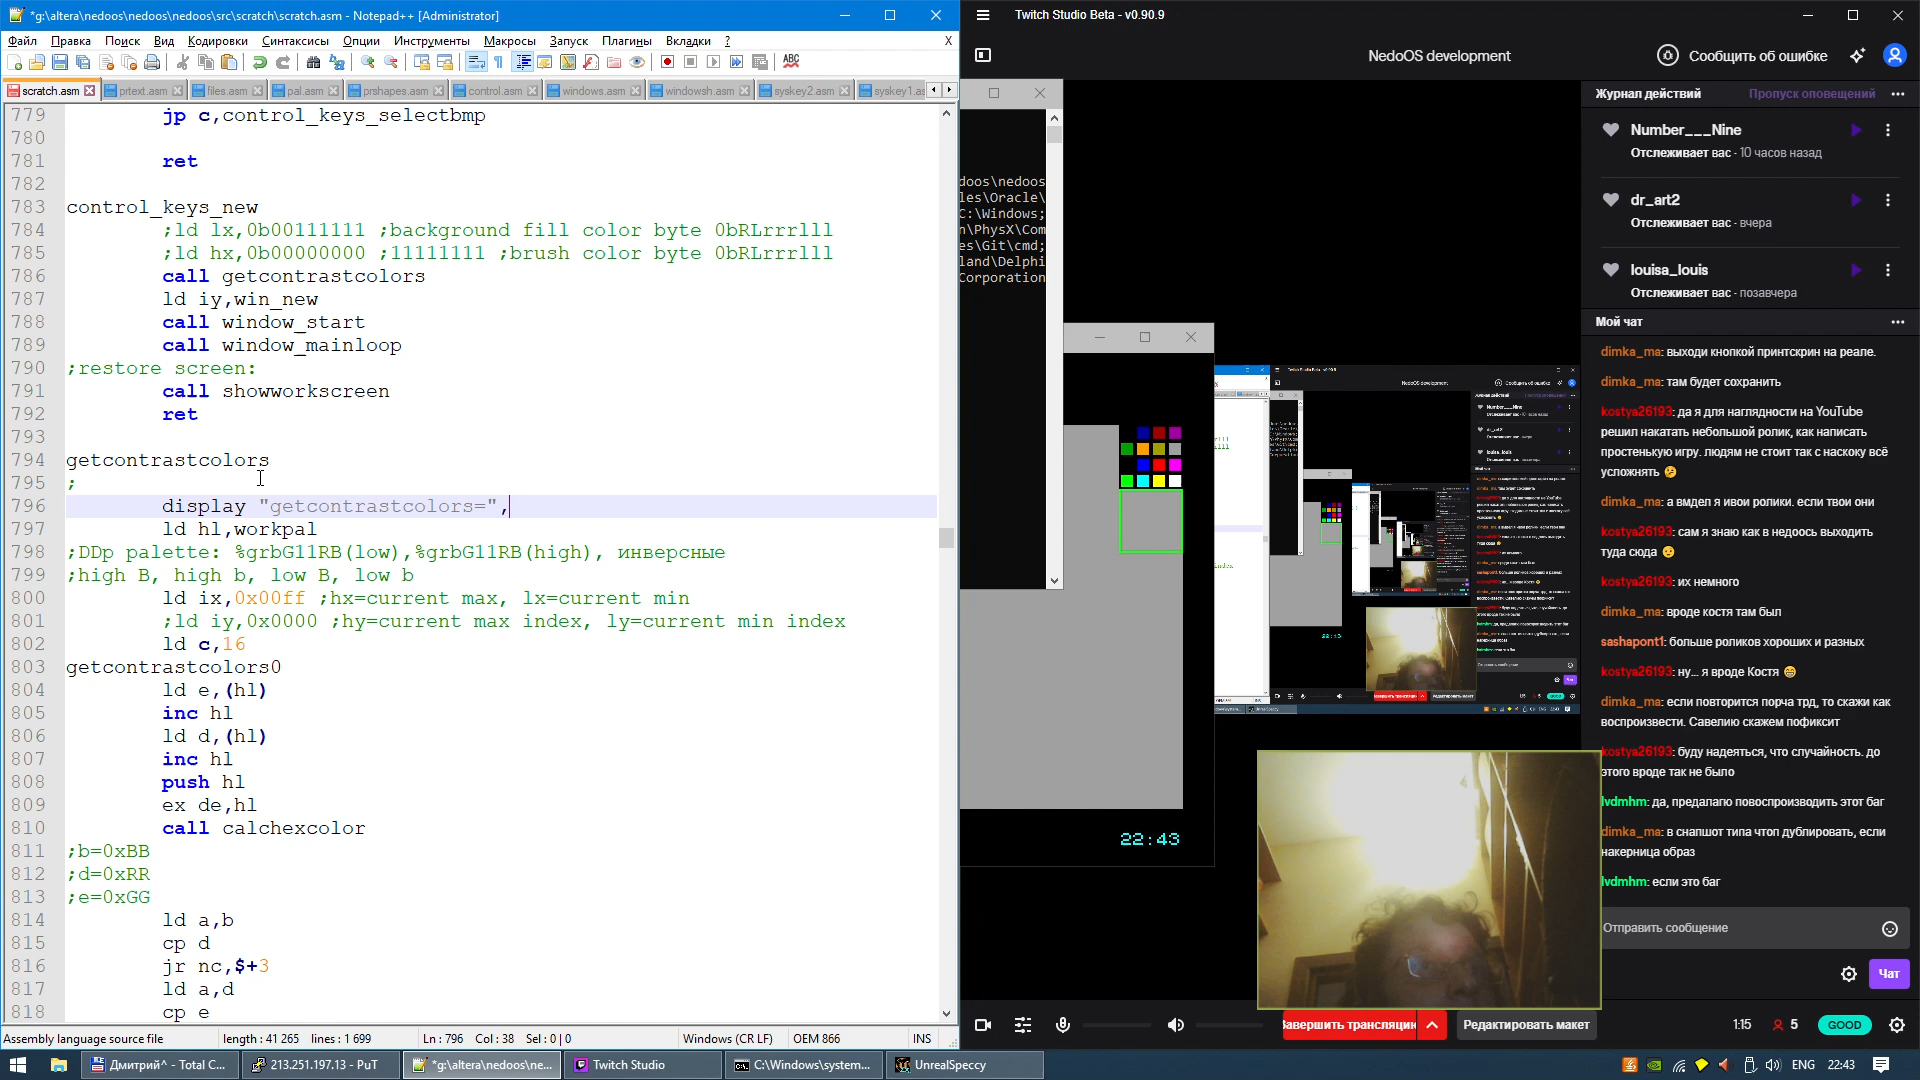 *g:\altera\nedoos\nedoos\nedoos\src\scratch\scratch.asm - Notepad++ [Administrator]
Файл Правка Поиск Вид Кодировки Синтаксисы Опции Инструменты Макросы Запуск Плагины Вкладки ? X
scratch.asm prtext.asm files.asm pal.asm prshapes.asm control.asm windows.asm windowsh.asm syskey2.asm syskey1.as
779 jp c,control_keys_selectbmp
780
781 ret
782
783 control_keys_new
784 ;ld lx,0b00111111 ;background fill color byte 0bRLrrrlll
785 ;ld hx,0b00000000 ;11111111 ;brush color byte 0bRLrrrlll
786 call getcontrastcolors
787 ld iy,win_new
788 call window_start
789 call window_mainloop
790 ;restore screen:
791 call showworkscreen
792 ret
793
794 getcontrastcolors
795 ;
796 display "getcontrastcolors=",
797 ld hl,workpal
798 ;DDp palette: %grbG11RB(low),%grbG11RB(high), инверсные
799 ;high B, high b, low B, low b
800 ld ix,0x00ff ;hx=current max, lx=current min
801 ;ld iy,0x0000 ;hy=current max index, ly=current min index
802 ld c,16
803 getcontrastcolors0
804 ld e,(hl)
805 inc hl
806 ld d,(hl)
807 inc hl
808 push hl
809 ex de,hl
810 call calchexcolor
811 ;b=0xBB
812 ;d=0xRR
813 ;e=0xGG
814 ld a,b
815 cp d
816 jr nc,$+3
817 ld a,d
818 cp e
Assembly language source file length : 41 265 lines : 1 699 Ln : 796 Col : 38 Sel : 0 | 0 Windows (CR LF) OEM 866 INS
Twitch Studio Beta - v0.90.9
NedoOS development
Сообщить об ошибке
doos\nedoos
les\Oracle\
C:\Windows;
n\PhysX\Com
es\Git\cmd;
land\Delphi
Corporation
22:43
Журнал действий Пропуск оповещений
Number___Nine
Отслеживает вас - 10 часов назад
dr_art2
Отслеживает вас - вчера
louisa_louis
Отслеживает вас - позавчера
Мой чат
dimka_ma: выходи кнопкой принтскрин на реале.
dimka_ma: там будет сохранить
kostya26193: да я для наглядности на YouTube
решил накатать небольшой ролик, как написать
простенькую игру. людям не стоит так с наскоку всё
усложнять
dimka_ma: а вмдел я ивои ролики. если твои они
kostya26193: сам я знаю как в недоось выходить
туда сюда
kostya26193: их немного
dimka_ma: вроде костя там был
sashapont1: больше роликов хороших и разных
kostya26193: ну... я вроде Костя
dimka_ma: если повторится порча трд, то скажи как
воспроизвести. Савелию скажем пофиксит
kostya26193: буду надеяться, что случайность. до
этого вроде так не было
lvdmhm: да, предалагаю повоспроизводить этот баг
dimka_ma: в снапшот типа чтоп дублировать, если
накерница образ
lvdmhm: если это баг
Отправить сообщение
Чат
Завершить трансляцию Редактировать макет 1:15 5 GOOD
Дмитрий^ - Total C... 213.251.197.13 - PuT *g:\altera\nedoos\ne... Twitch Studio C:\Windows\system... UnrealSpeccy ENG 22:43